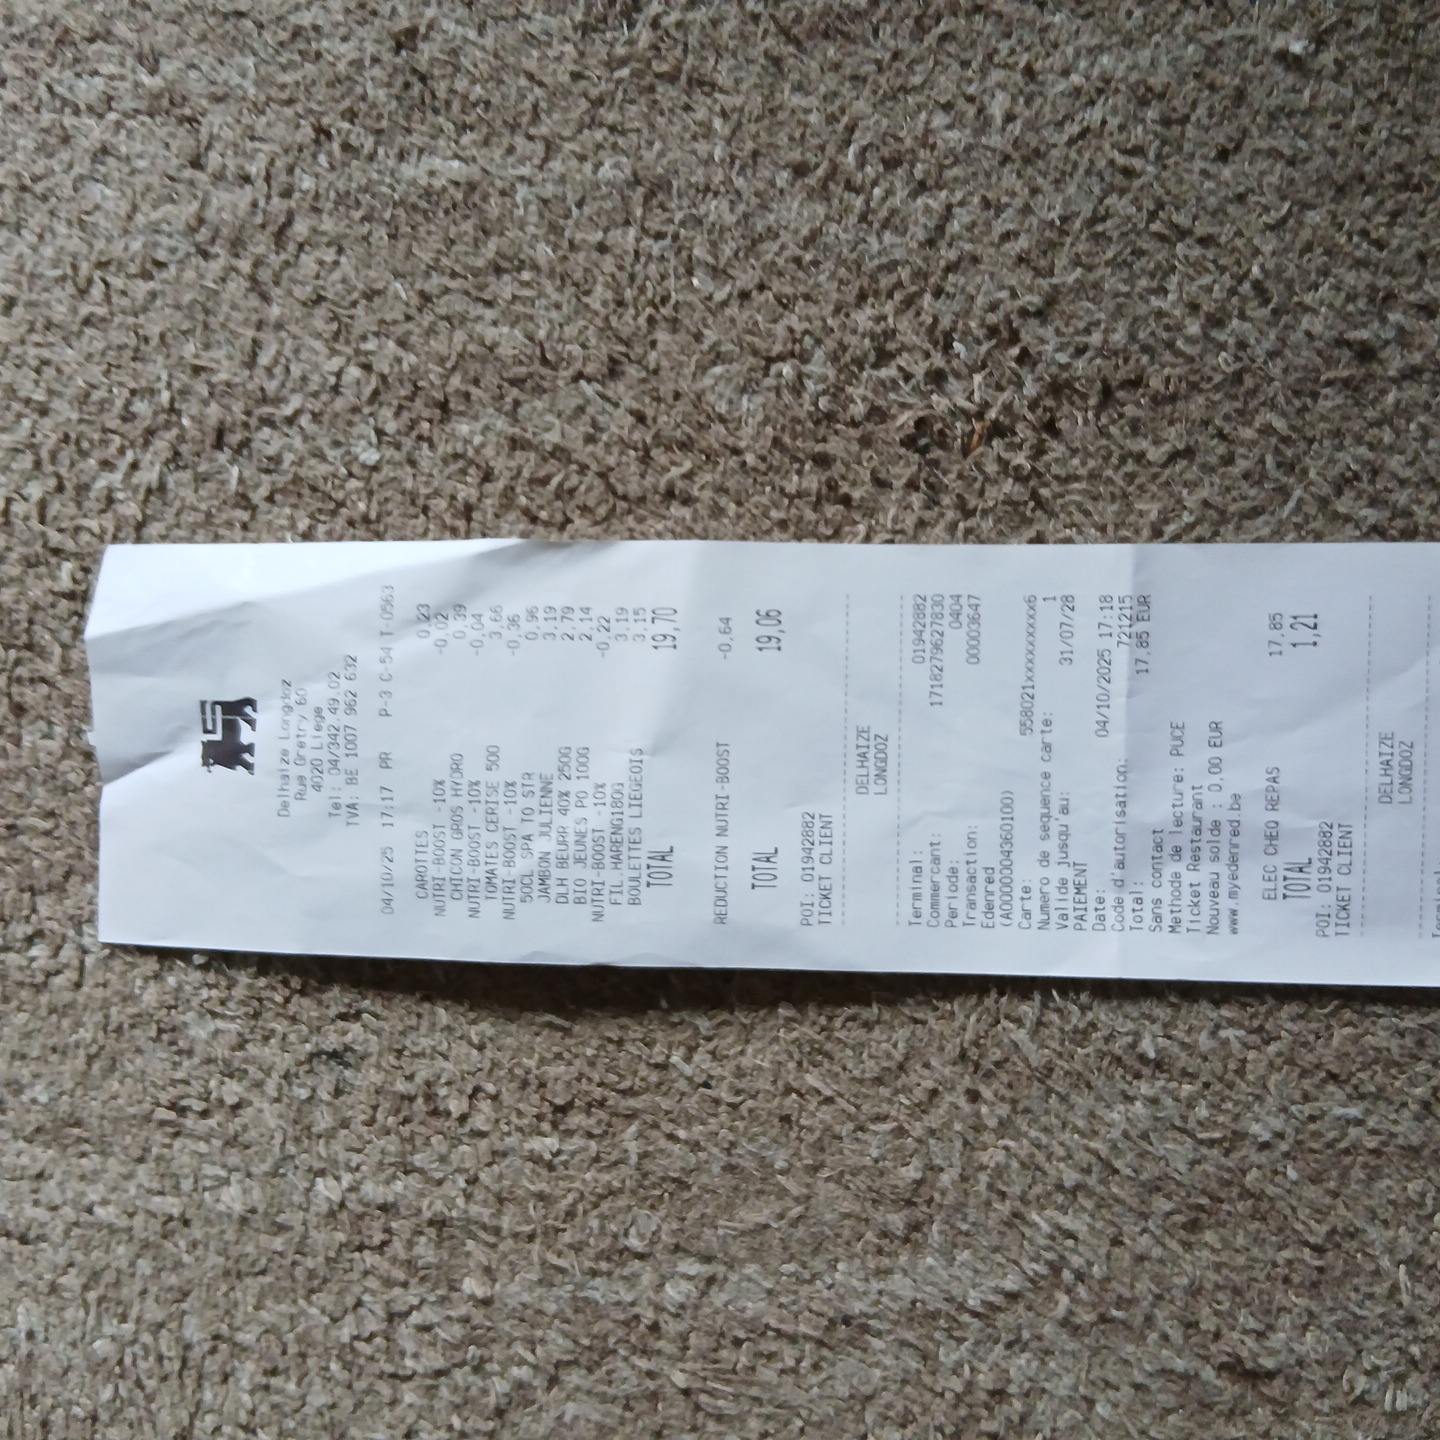 Delhaize Longdoz
Rue Gretry 60
4020 Liege
Tel: 04/342.49.02
TVA: BE 1007 962 632
04/10/25 17:17 PR P-3 C-54 T-0563
CAROTTES 0,23
NUTRI-BOOST -10% -0,02
CHICON GROS HYDRO 0,39
NUTRI-BOOST -10% -0,04
TOMATES CERISE 500 3,66
NUTRI-BOOST -10% -0,36
50CL SPA TO STR 0,96
JAMBON JULIENNE 3,19
DLH BEURR 40% 250G 2,79
BIO JEUNES PO 100G 2,14
NUTRI-BOOST -10% -0,22
FIL HARENG180G 3,19
BOULETTES LIEGEOIS 3,15
TOTAL 19,70
REDUCTION NUTRI-BOOST -0,64
TOTAL 19,06
POI: 01942882
TICKET CLIENT
DELHAIZE
LONGDOZ
Terminal: 01942882
Commercant: 1718279627830
Periode: 0404
Transaction: 00003647
Edenred
(A0000004360100)
Carte: 558021xxxxxxxxx6
Numero de sequence carte: 1
Valide jusqu'au: 31/07/28
PAIEMENT
Date: 04/10/2025 17:18
Code d'autorisation: 721215
Total: 17,85 EUR
Sans contact
Methode de lecture: PUCE
Ticket Restaurant
Nouveau solde : 0,00 EUR
www.myedenred.be
ELEC CHEQ REPAS 17,85
TOTAL 1,21
POI: 01942882
TICKET CLIENT
DELHAIZE
LONGDOZ